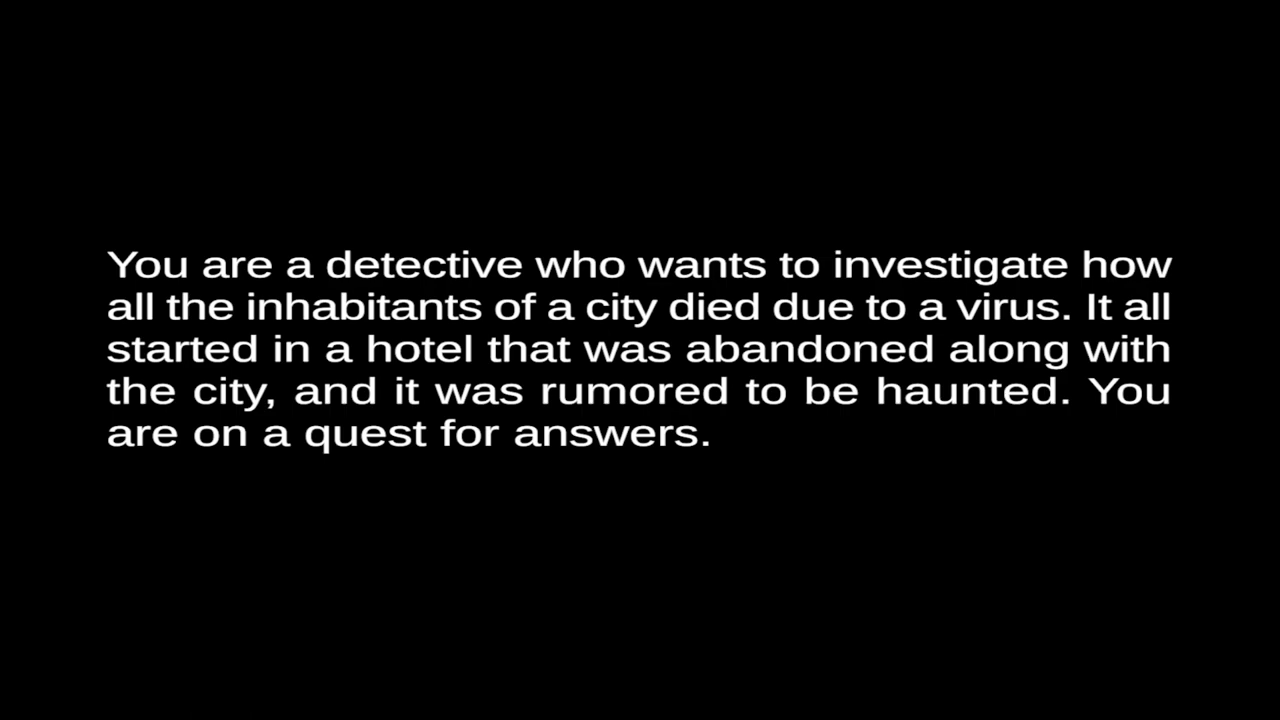 You are a detective who wants to investigate how
all the inhabitants of a city died due to a virus. It all
started in a hotel that was abandoned along with
the city, and it was rumored to be haunted. You
are on a quest for answers.